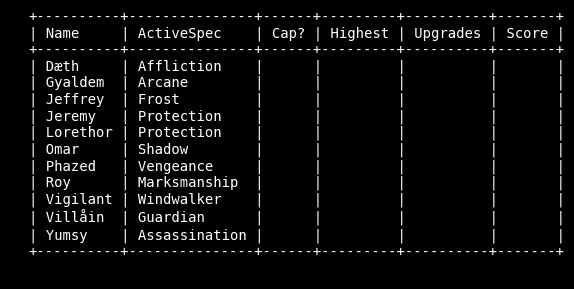 +----------+---------------+------+---------+----------+-------+
| Name     | ActiveSpec    | Cap? | Highest | Upgrades | Score |
+----------+---------------+------+---------+----------+-------+
| Dæth     | Affliction    |      |         |          |       |
| Gyaldem  | Arcane        |      |         |          |       |
| Jeffrey  | Frost         |      |         |          |       |
| Jeremy   | Protection    |      |         |          |       |
| Lorethor | Protection    |      |         |          |       |
| Omar     | Shadow        |      |         |          |       |
| Phazed   | Vengeance     |      |         |          |       |
| Roy      | Marksmanship  |      |         |          |       |
| Vigilant | Windwalker    |      |         |          |       |
| Villåin  | Guardian      |      |         |          |       |
| Yumsy    | Assassination |      |         |          |       |
+----------+---------------+------+---------+----------+-------+